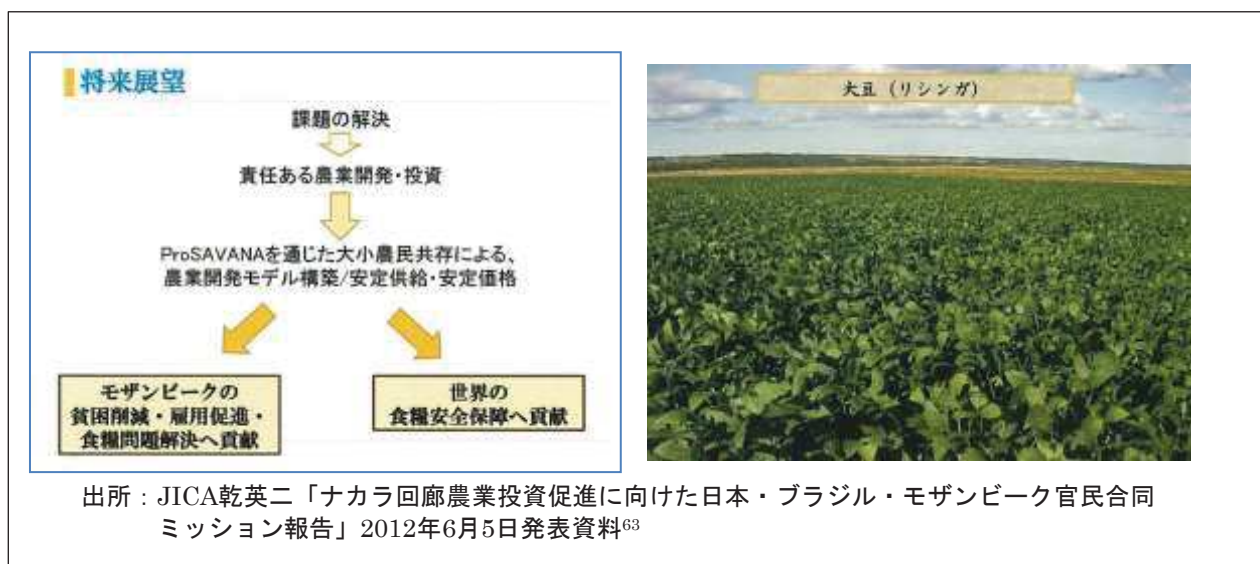 将来展望
課題の解決
責任ある農業開発・投資
ProSAVANAを通じた大小農民共存による、
農業開発モデル構築/安定供給・安定価格
モザンビークの
貧困削減・雇用促進・
食糧問題解決へ貢献
世界の
食糧安全保障へ貢献
大豆（リシンガ）
出所：JICA乾英二「ナカラ回廊農業投資促進に向けた日本・ブラジル・モザンビーク官民合同
ミッション報告」2012年6月5日発表資料63